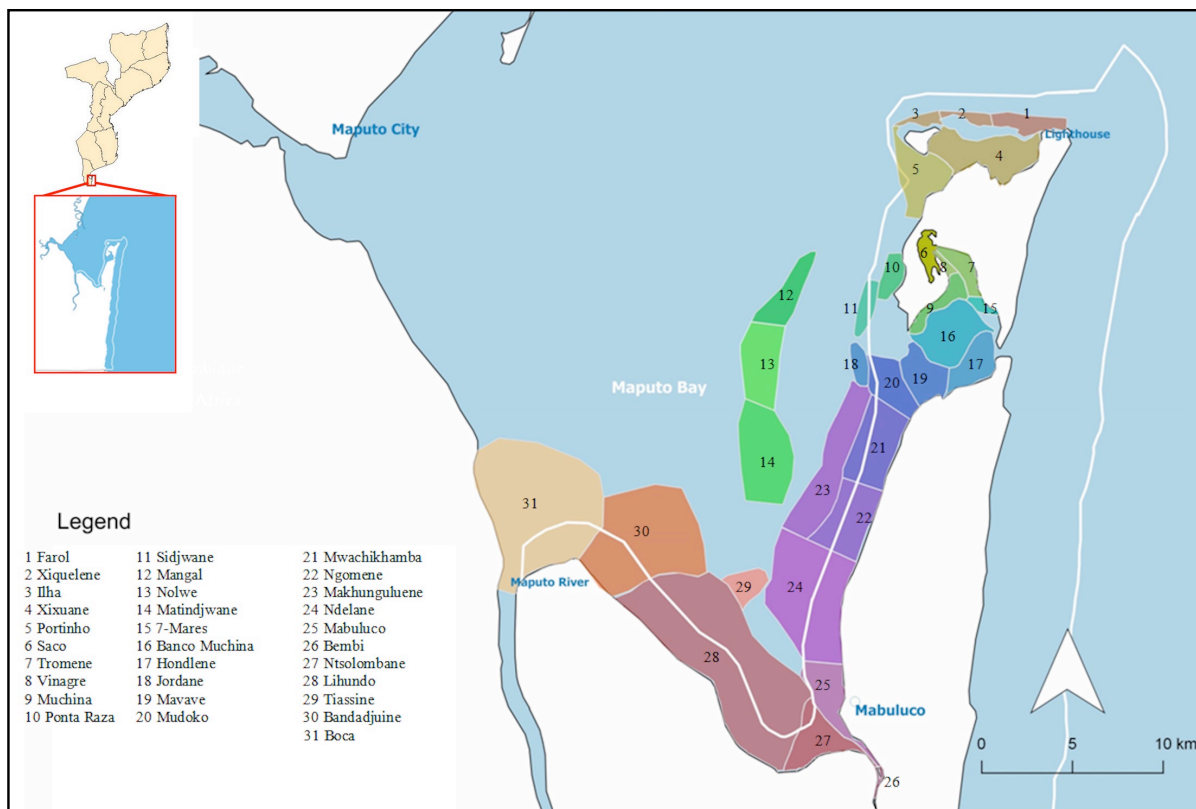 Maputo City
3
2
1
Lighthouse
4
5
6
8
7
10
12
11
9
15
16
13
Maputo Bay
18
20
19
17
14
21
23
22
31
30
Legend
Maputo River
29
24
28
25
Mabuluco
27
26
0 5 10 km
1 Farol
2 Xiquelene
3 Ilha
4 Xixuane
5 Portinho
6 Saco
7 Tromene
8 Vinagre
9 Muchina
10 Ponta Raza
11 Sidjwane
12 Mangal
13 Nolwe
14 Matindjwane
15 7-Mares
16 Banco Muchina
17 Hondlene
18 Jordane
19 Mavave
20 Mudoko
21 Mwachikhamba
22 Ngomene
23 Makhunguluene
24 Ndelane
25 Mabuluco
26 Bembi
27 Ntsolombane
28 Lihundo
29 Tiassine
30 Bandadjuine
31 Boca